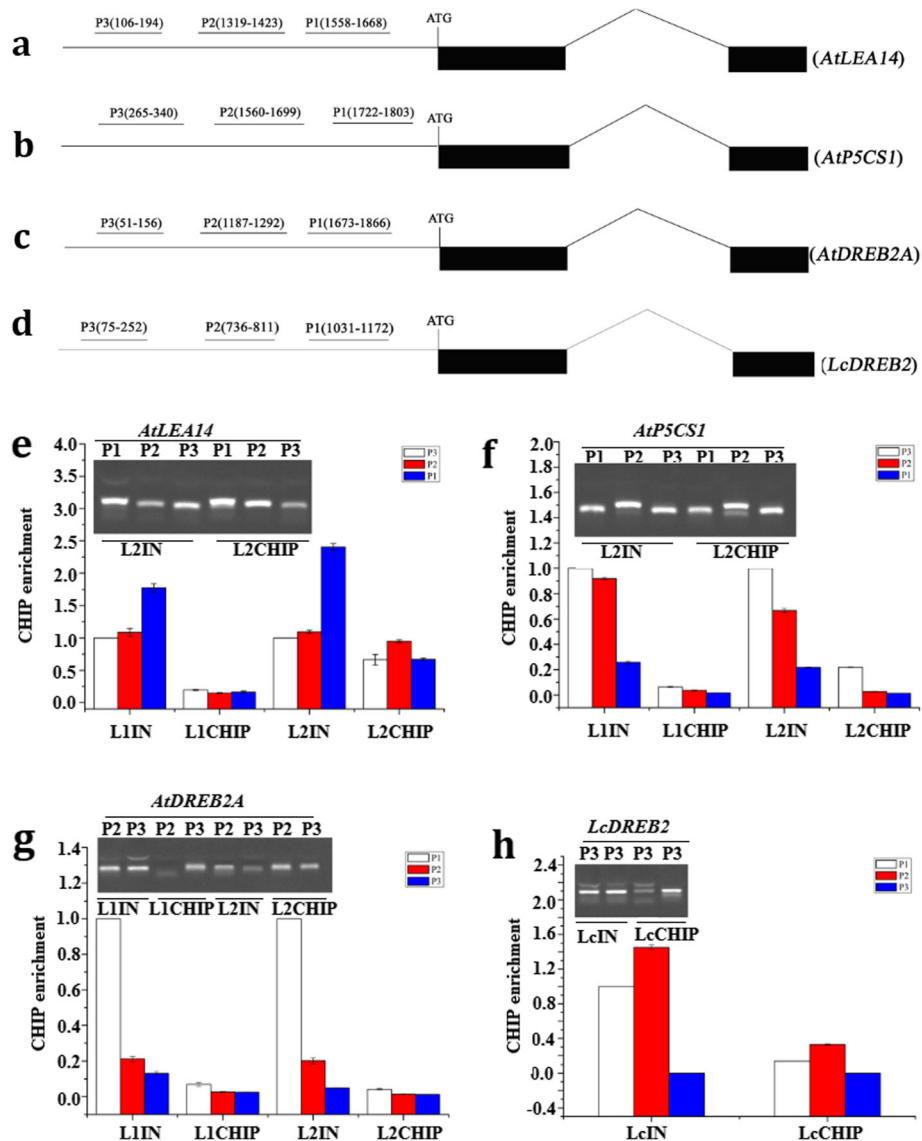 a
P3(106-194) P2(1319-1423) P1(1558-1668) ATG
(AtLEA14)
b
P3(265-340) P2(1560-1699) P1(1722-1803) ATG
(AtP5CS1)
c
P3(51-156) P2(1187-1292) P1(1673-1866) ATG
(AtDREB2A)
d
P3(75-252) P2(736-811) P1(1031-1172) ATG
(LcDREB2)
e
AtLEA14
P1 P2 P3 P1 P2 P3
L2IN L2CHIP
P3
P2
P1
CHIP enrichment
4.0
3.5
3.0
2.5
1.5
1.0
0.5
0.0
L1IN L1CHIP L2IN L2CHIP
f
AtP5CS1
P1 P2 P3 P1 P2 P3
L2IN L2CHIP
P3
P2
P1
CHIP enrichment
2.0
1.8
1.6
1.4
1.0
0.8
0.6
0.4
0.2
0.0
L1IN L1CHIP L2IN L2CHIP
g
AtDREB2A
P2 P3 P2 P3 P2 P3 P2 P3
L1IN L1CHIP L2IN L2CHIP
P1
P2
P3
CHIP enrichment
1.4
1.2
1.0
0.8
0.6
0.4
0.2
0.0
L1IN L1CHIP L2IN L2CHIP
h
LcDREB2
P3 P3 P3 P3
LcIN LcCHIP
P1
P2
P3
CHIP enrichment
2.4
2.0
1.6
1.2
0.8
0.4
0.0
-0.4
LcIN LcCHIP